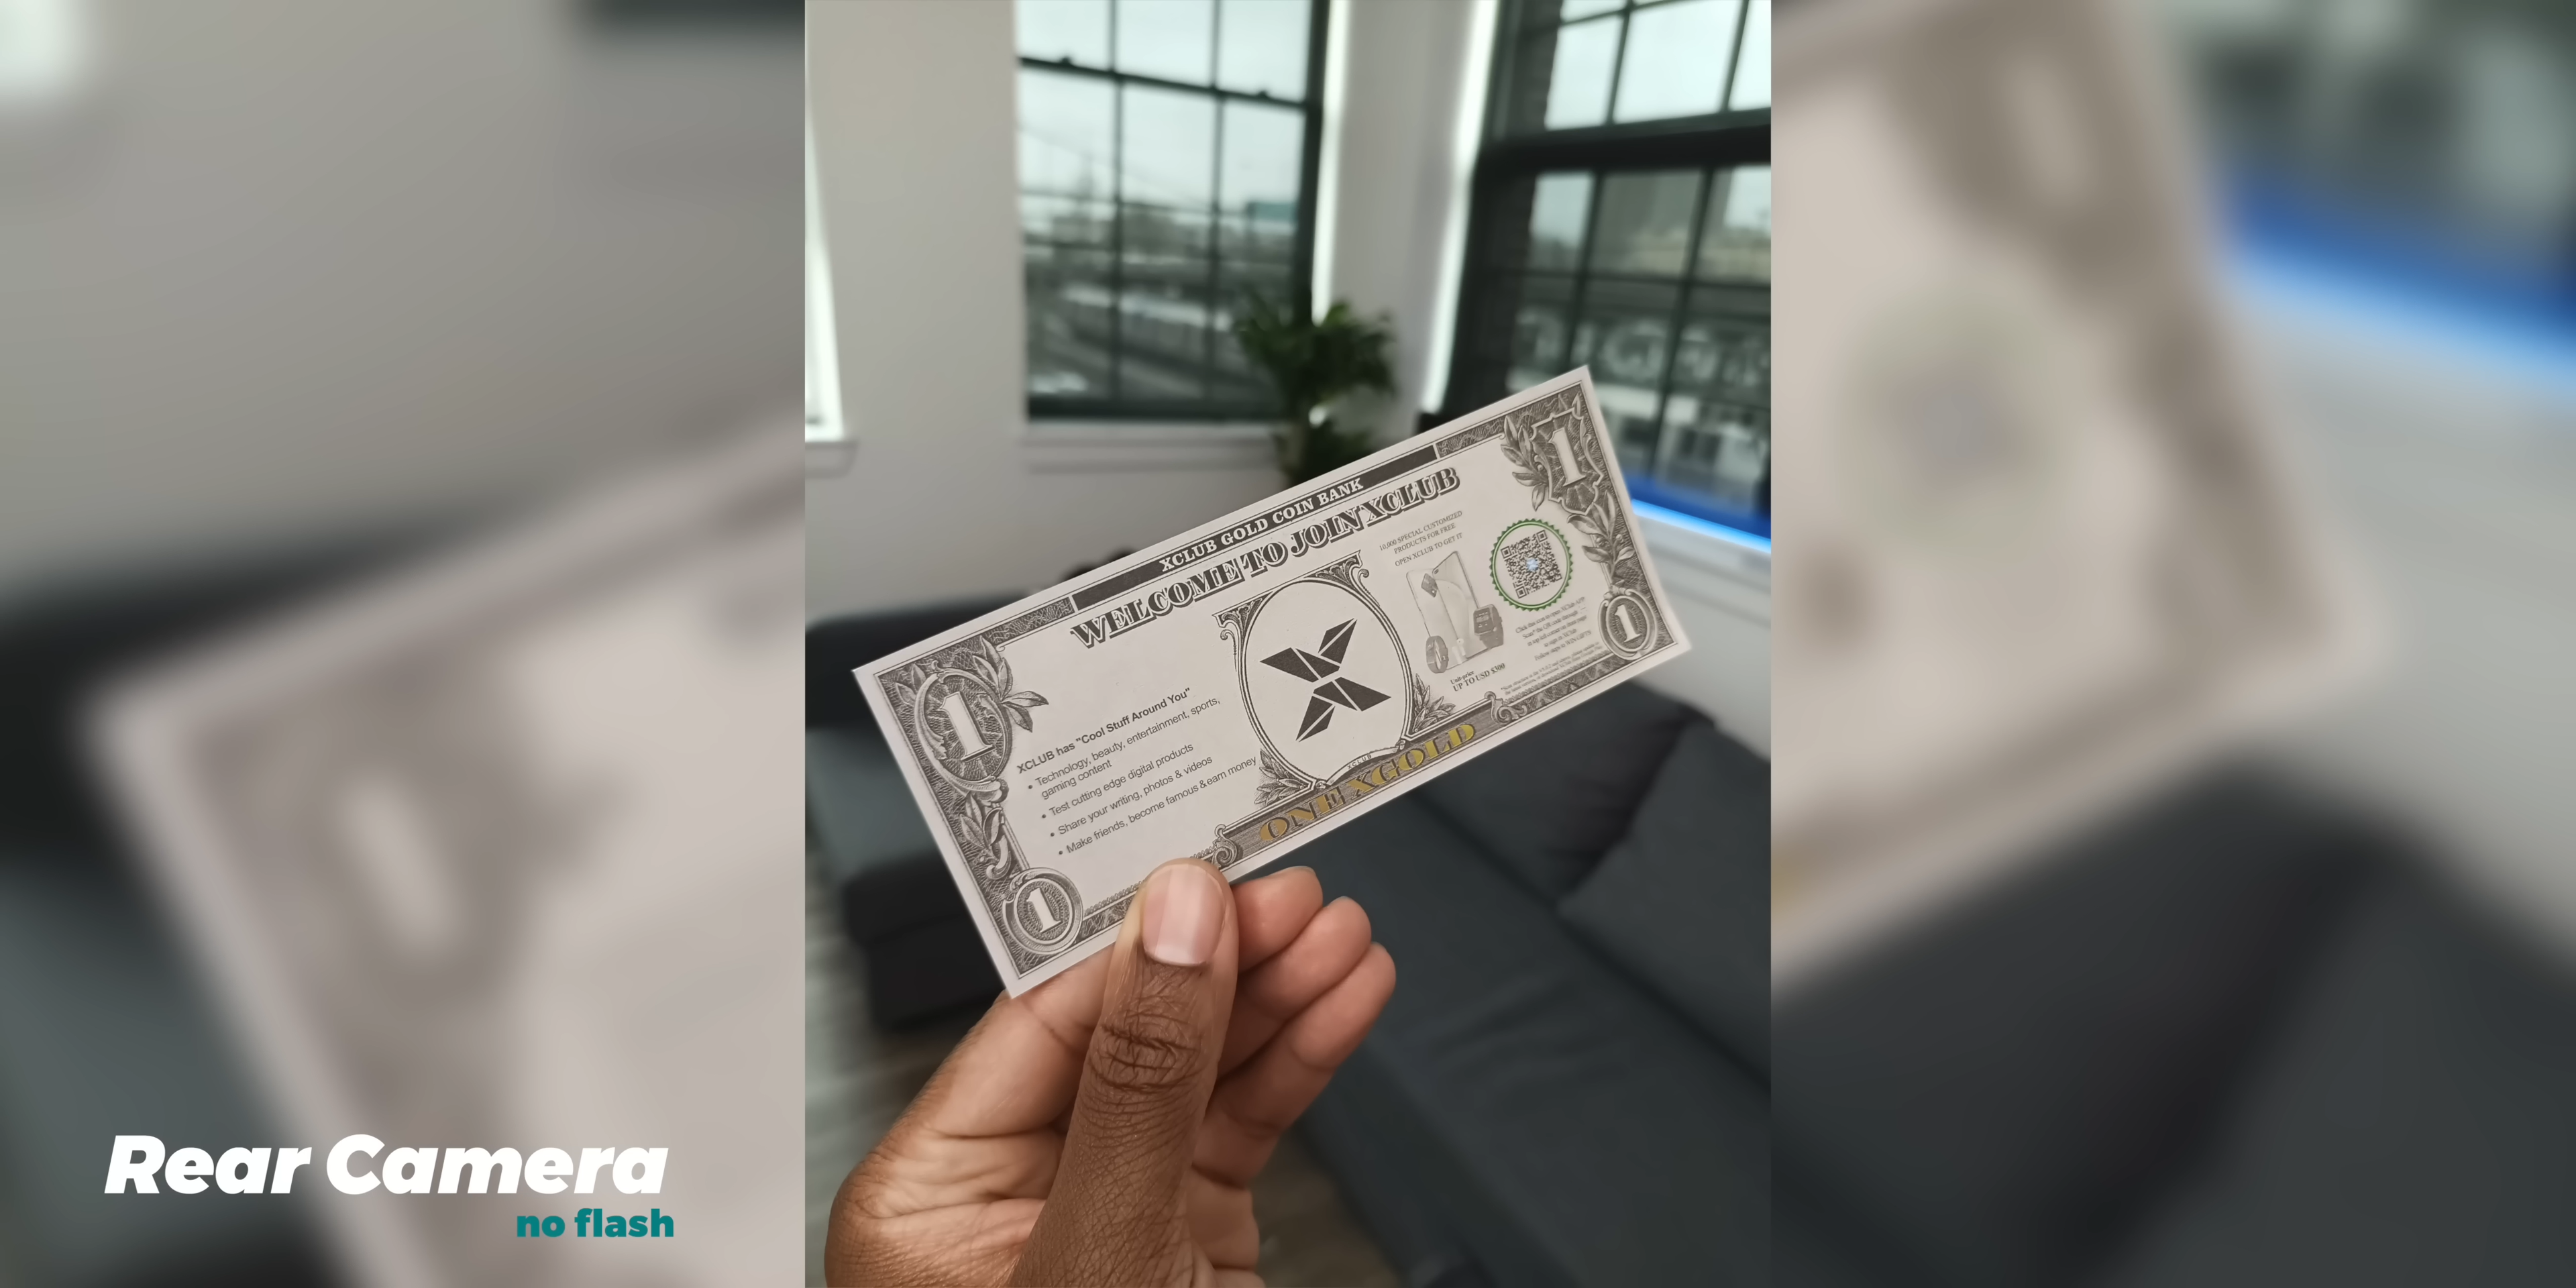 XCLUB GOLD COIN BANK
WELCOME TO JOIN XCLUB
1
1
XCLUB has "Cool Stuff Around You"
• Technology, beauty, entertainment, sports,
gaming content
• Test cutting edge digital products
• Share your writing, photos & videos
• Make friends, become famous & earn money
10,000 SPECIAL CUSTOMIZED
PRODUCTS FOR FREE
OPEN XCLUB TO GET IT
Unit price
UP TO USD $300
XCLUB
ONE XGOLD
1
1
Rear Camera
no flash